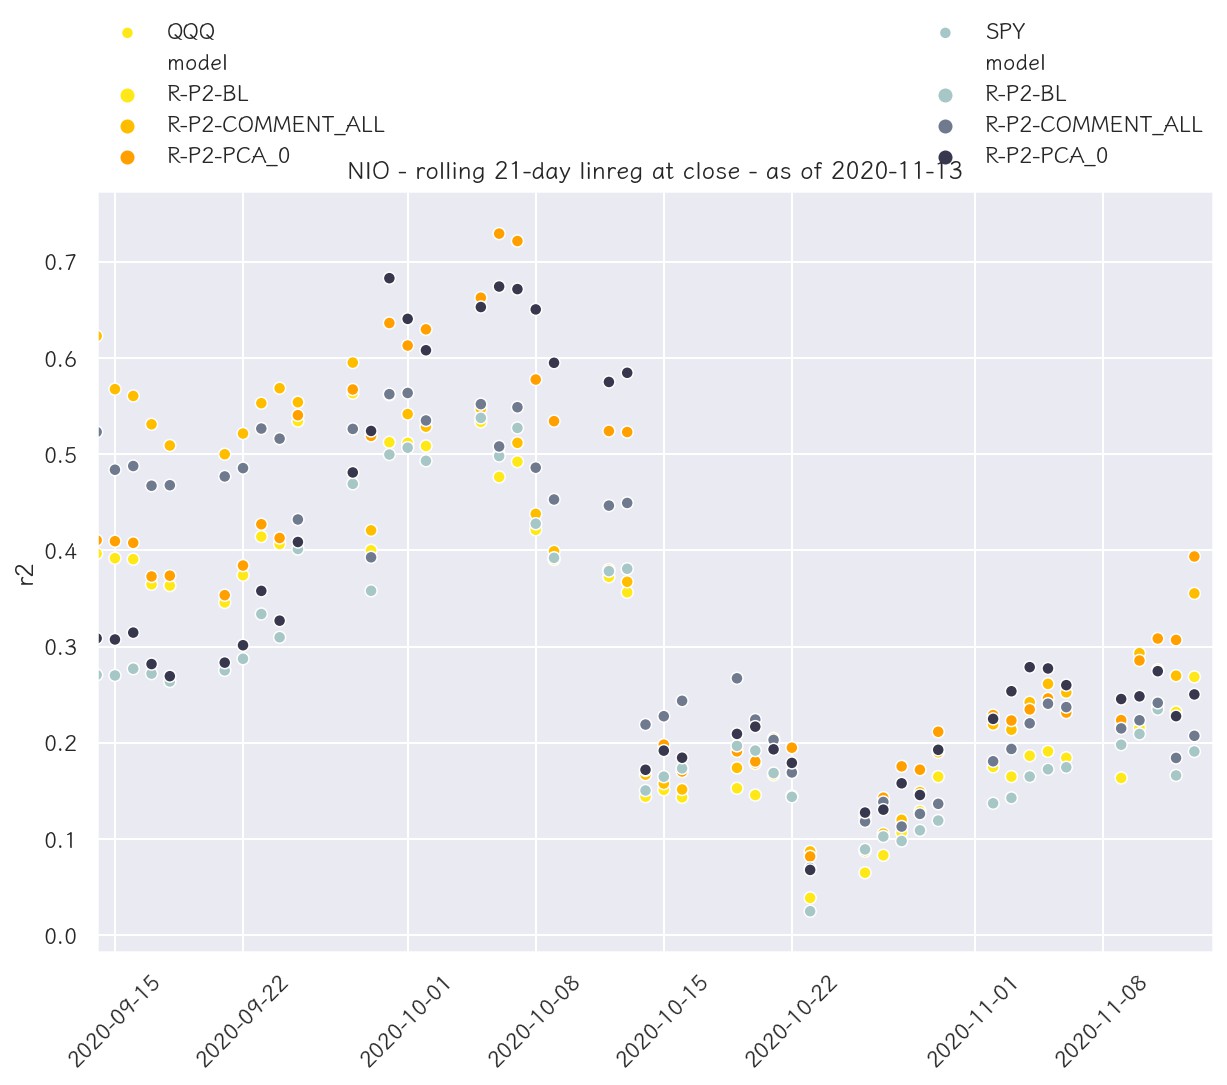 QQQ
model
R-P2-BL
R-P2-COMMENT_ALL
R-P2-PCA_0
SPY
model
R-P2-BL
R-P2-COMMENT_ALL
R-P2-PCA_0
NIO - rolling 21-day linreg at close - as of 2020-11-13
0.7
0.6
0.5
0.4
0.3
0.2
0.1
0.0
r2
2020-09-15
2020-09-22
2020-10-01
2020-10-08
2020-10-15
2020-10-22
2020-11-01
2020-11-08